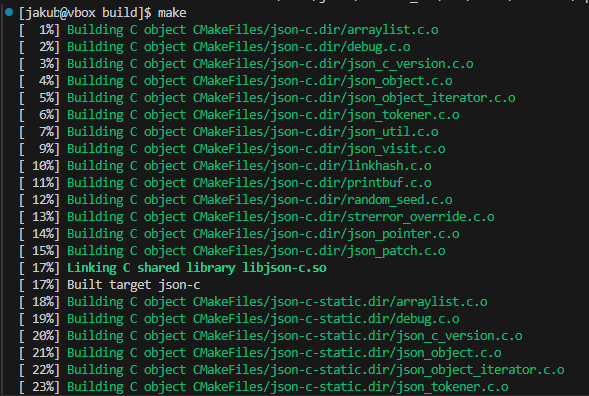 [jakub@vbox build]$ make
[  1%] Building C object CMakeFiles/json-c.dir/arraylist.c.o
[  2%] Building C object CMakeFiles/json-c.dir/debug.c.o
[  3%] Building C object CMakeFiles/json-c.dir/json_c_version.c.o
[  4%] Building C object CMakeFiles/json-c.dir/json_object.c.o
[  5%] Building C object CMakeFiles/json-c.dir/json_object_iterator.c.o
[  6%] Building C object CMakeFiles/json-c.dir/json_tokener.c.o
[  7%] Building C object CMakeFiles/json-c.dir/json_util.c.o
[  9%] Building C object CMakeFiles/json-c.dir/json_visit.c.o
[ 10%] Building C object CMakeFiles/json-c.dir/linkhash.c.o
[ 11%] Building C object CMakeFiles/json-c.dir/printbuf.c.o
[ 12%] Building C object CMakeFiles/json-c.dir/random_seed.c.o
[ 13%] Building C object CMakeFiles/json-c.dir/strerror_override.c.o
[ 14%] Building C object CMakeFiles/json-c.dir/json_pointer.c.o
[ 15%] Building C object CMakeFiles/json-c.dir/json_patch.c.o
[ 17%] Linking C shared library libjson-c.so
[ 17%] Built target json-c
[ 18%] Building C object CMakeFiles/json-c-static.dir/arraylist.c.o
[ 19%] Building C object CMakeFiles/json-c-static.dir/debug.c.o
[ 20%] Building C object CMakeFiles/json-c-static.dir/json_c_version.c.o
[ 21%] Building C object CMakeFiles/json-c-static.dir/json_object.c.o
[ 22%] Building C object CMakeFiles/json-c-static.dir/json_object_iterator.c.o
[ 23%] Building C object CMakeFiles/json-c-static.dir/json_tokener.c.o